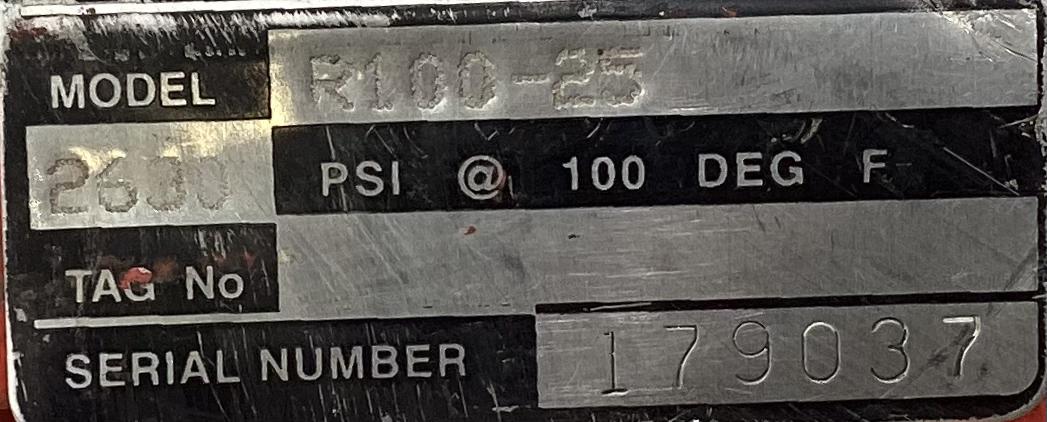 MODEL R100-25
2600 PSI @ 100 DEG F
TAG No
SERIAL NUMBER 179037